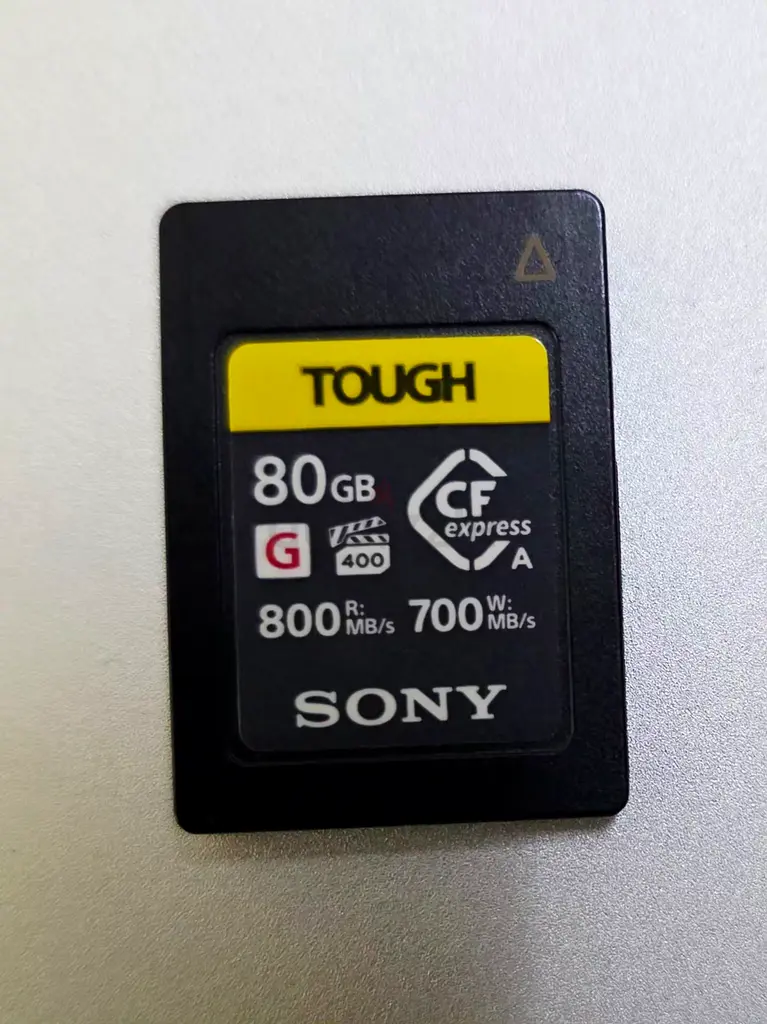 TOUGH
80GB
CF
express
A
G
400
800 R: MB/s 700 W: MB/s
SONY